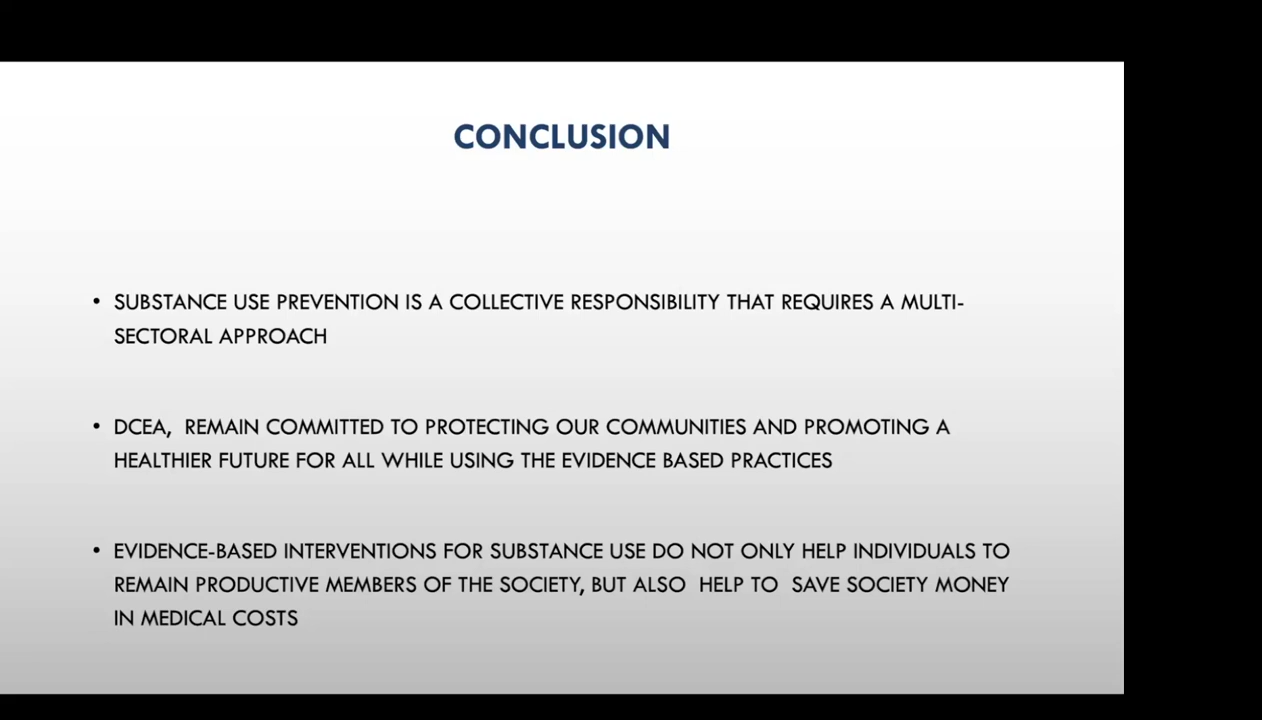 CONCLUSION
• SUBSTANCE USE PREVENTION IS A COLLECTIVE RESPONSIBILITY THAT REQUIRES A MULTI-
SECTORAL APPROACH
• DCEA, REMAIN COMMITTED TO PROTECTING OUR COMMUNITIES AND PROMOTING A
HEALTHIER FUTURE FOR ALL WHILE USING THE EVIDENCE BASED PRACTICES
• EVIDENCE-BASED INTERVENTIONS FOR SUBSTANCE USE DO NOT ONLY HELP INDIVIDUALS TO
REMAIN PRODUCTIVE MEMBERS OF THE SOCIETY, BUT ALSO HELP TO SAVE SOCIETY MONEY
IN MEDICAL COSTS